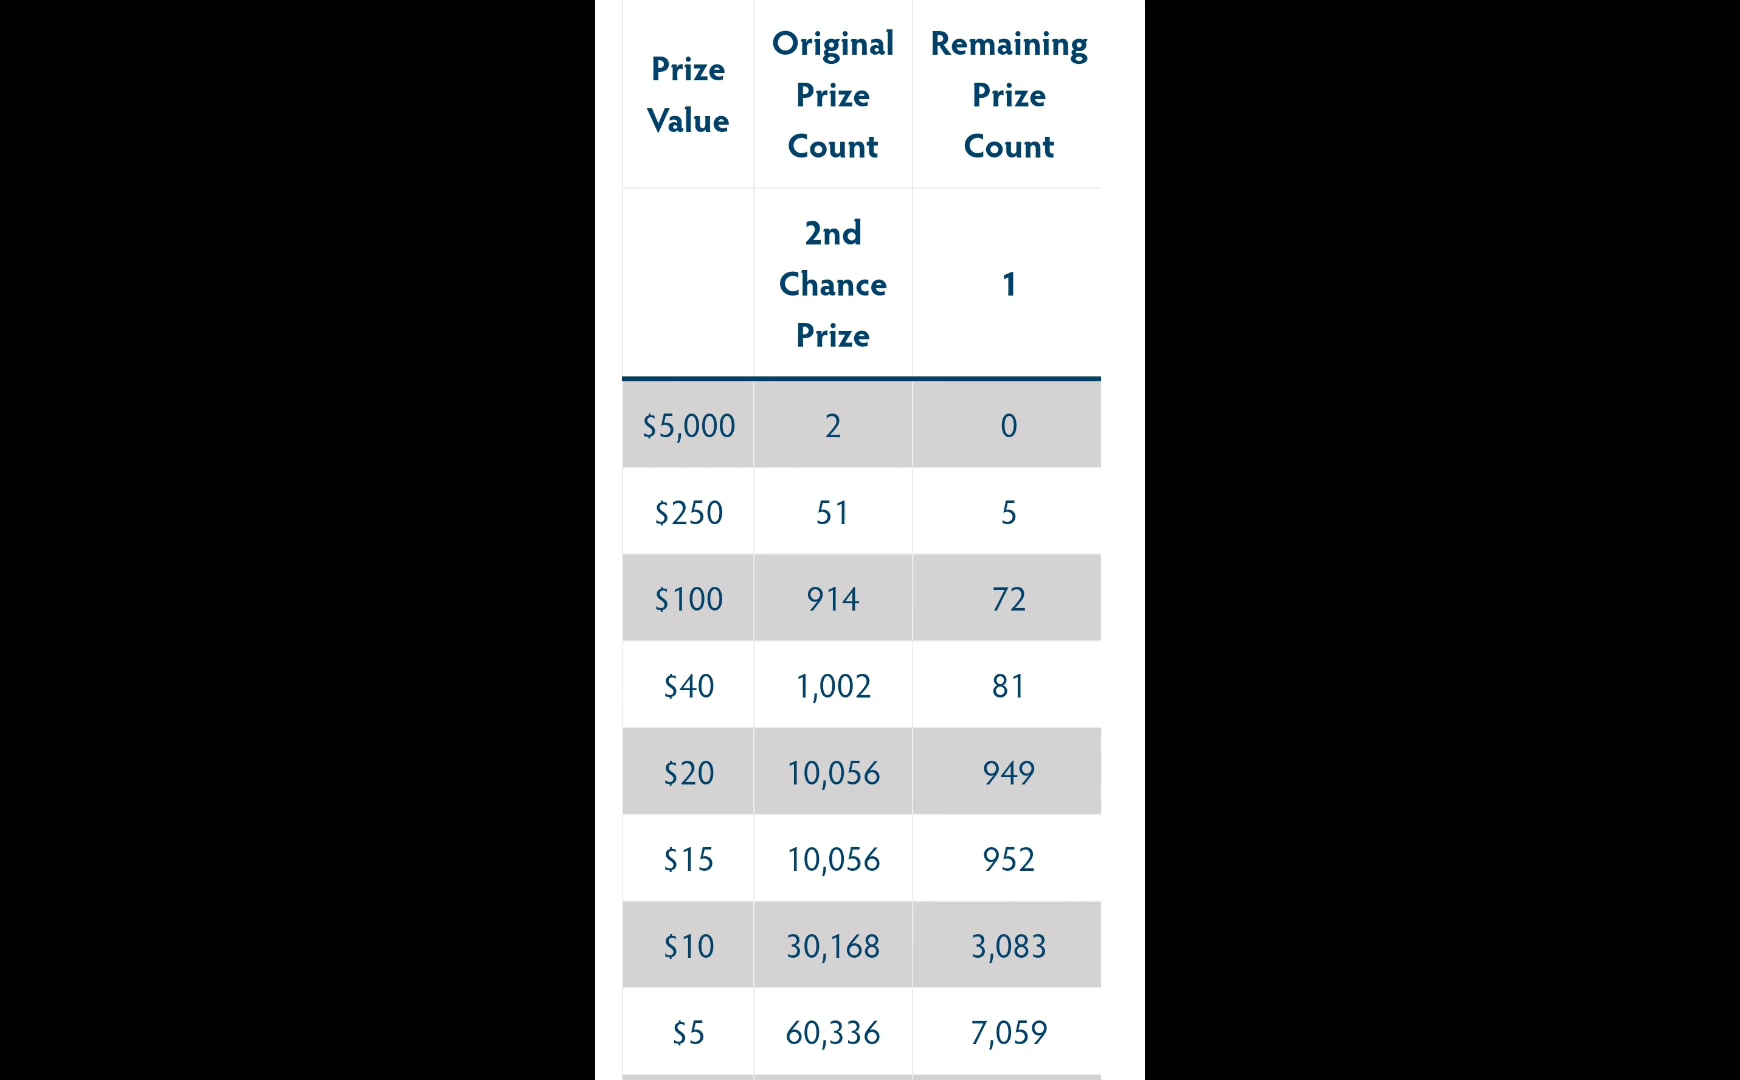 Prize Value
Original Prize Count
Remaining Prize Count
2nd Chance Prize
1
$5,000 2 0
$250 51 5
$100 914 72
$40 1,002 81
$20 10,056 949
$15 10,056 952
$10 30,168 3,083
$5 60,336 7,059